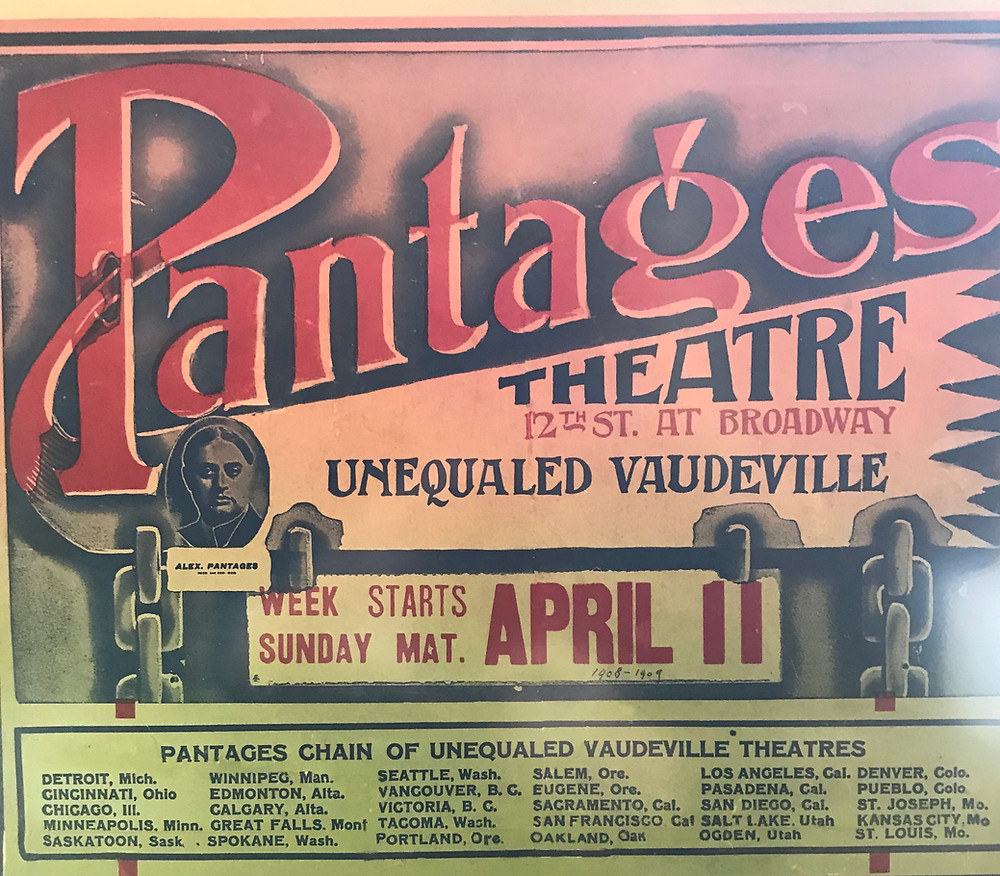 Pantages
THEATRE
12TH ST. AT BROADWAY
UNEQUALED VAUDEVILLE
ALEX. PANTAGES
WEEK STARTS
SUNDAY MAT. APRIL 11
1908-1909
PANTAGES CHAIN OF UNEQUALED VAUDEVILLE THEATRES
DETROIT, Mich. WINNIPEG, Man. SEATTLE, Wash. SALEM, Ore. LOS ANGELES, Cal. DENVER, Colo.
CINCINNATI, Ohio EDMONTON, Alta. VANCOUVER, B. C. EUGENE, Ore. PASADENA, Cal. PUEBLO, Colo
CHICAGO, Ill. CALGARY, Alta. VICTORIA, B. C. SACRAMENTO, Cal. SAN DIEGO, Cal. ST. JOSEPH, Mo.
MINNEAPOLIS, Minn. GREAT FALLS. Mont TACOMA, Wash. SAN FRANCISCO Cal SALT LAKE. Utah KANSAS CITY, Mo
SASKATOON, Sask. SPOKANE, Wash. PORTLAND, Ore. OAKLAND, Oak OGDEN, Utah ST. LOUIS, Mo.